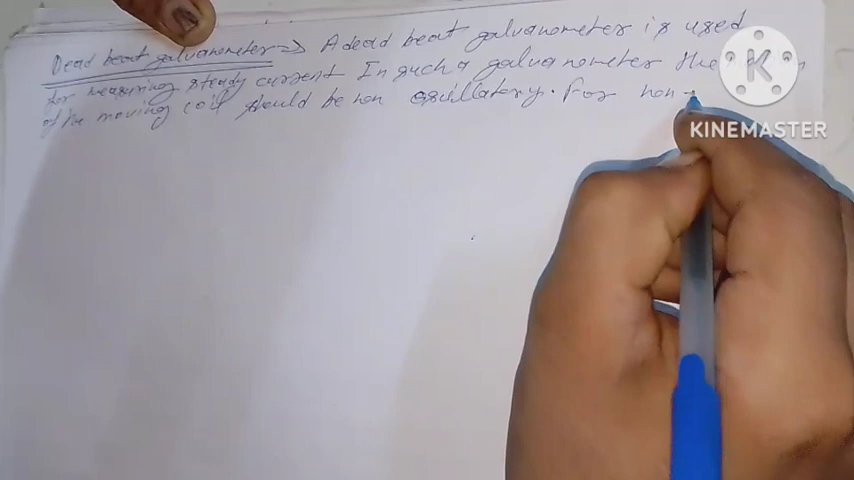 Dead beat galvanometer => A dead beat galvanometer is used
for measuring steady current In such a galvanometer the
of the moving coil should be non oscillatory. For non-
KINEMASTER